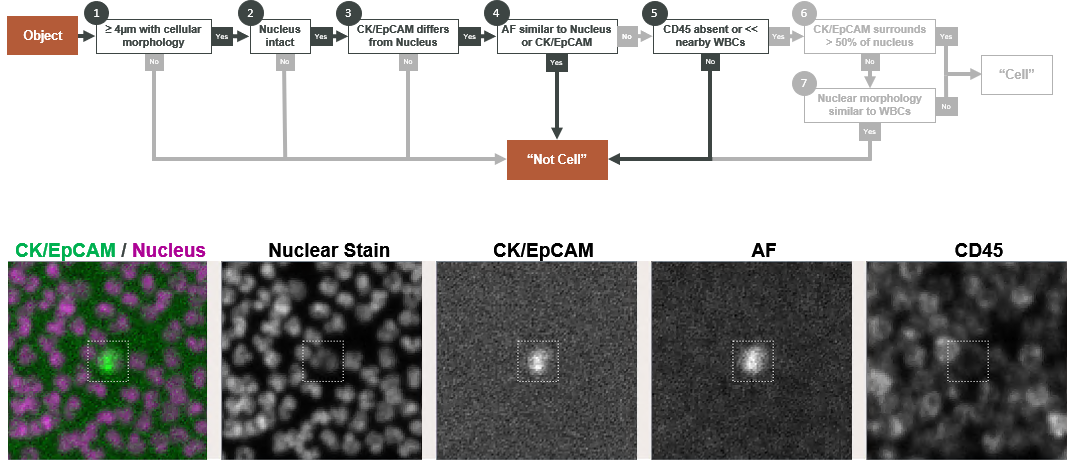 1
2
3
4
5
6
Object
≥ 4µm with cellular
morphology
Yes
Nucleus
intact
Yes
CK/EpCAM differs
from Nucleus
Yes
AF similar to Nucleus
or CK/EpCAM
No
CD45 absent or <<
nearby WBCs
Yes
CK/EpCAM surrounds
> 50% of nucleus
Yes
No
No
No
Yes
No
No
"Cell"
7
Nuclear morphology
similar to WBCs
No
Yes
"Not Cell"
CK/EpCAM / Nucleus
Nuclear Stain
CK/EpCAM
AF
CD45